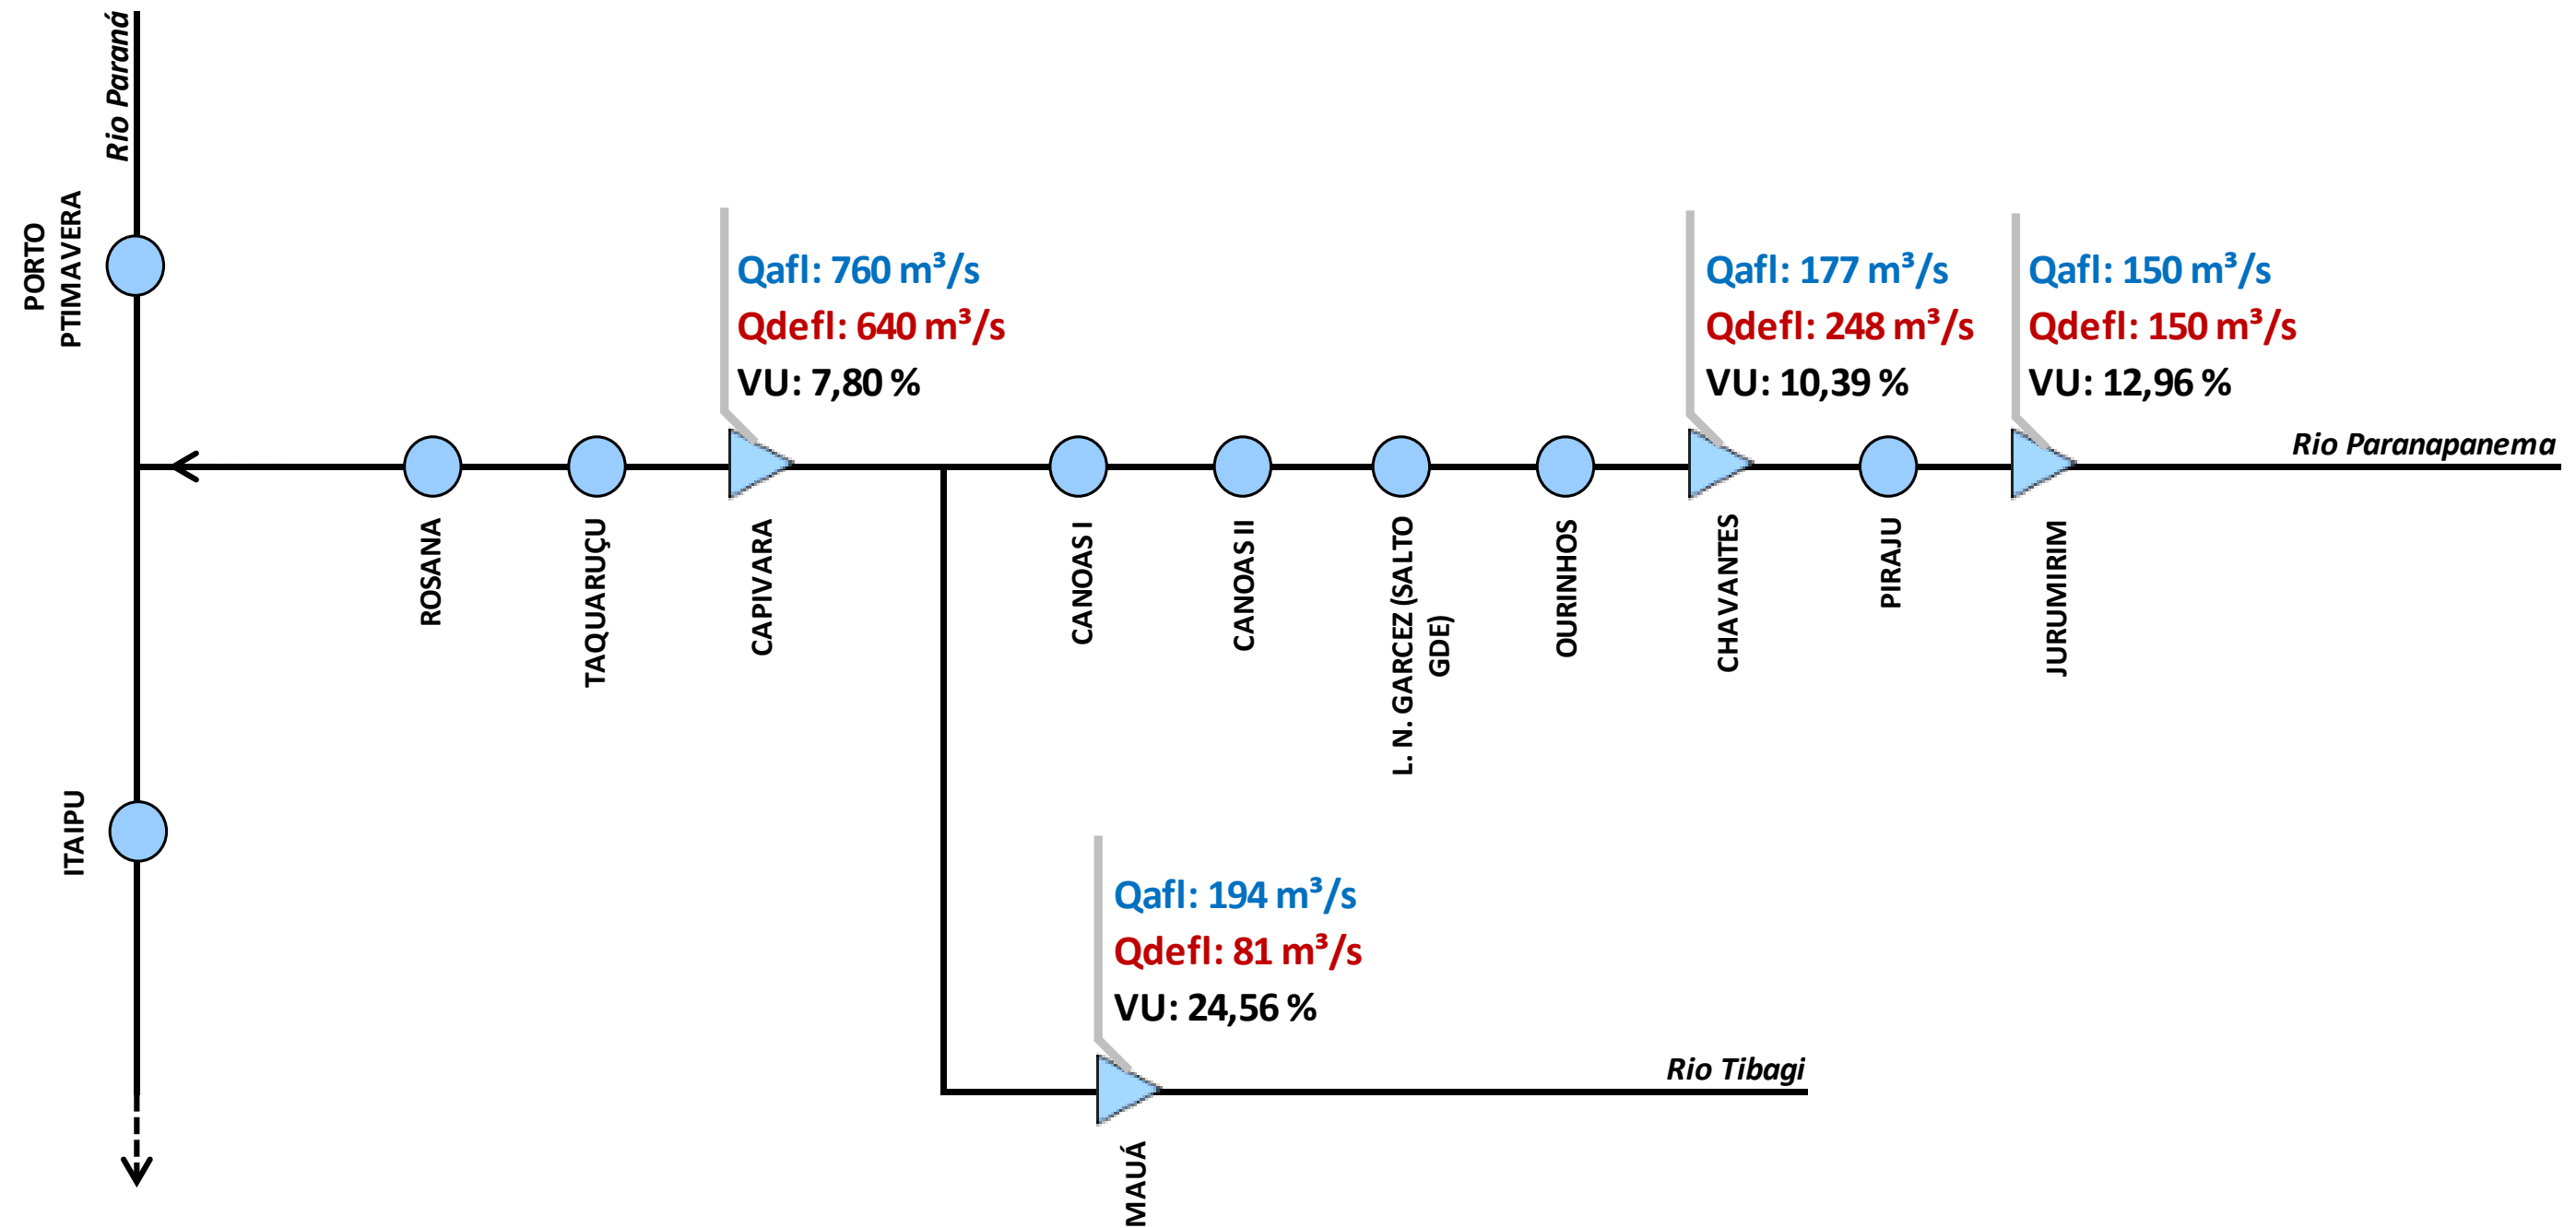 Rio Paraná
PORTO
PTIMAVERA
Qafl: 760 m³/s
Qdefl: 640 m³/s
VU: 7,80 %
Qafl: 177 m³/s
Qdefl: 248 m³/s
VU: 10,39 %
Qafl: 150 m³/s
Qdefl: 150 m³/s
VU: 12,96 %
Rio Paranapanema
ROSANA
TAQUARUÇU
CAPIVARA
CANOAS I
CANOAS II
L. N. GARCEZ (SALTO
GDE)
OURINHOS
CHAVANTES
PIRAJU
JURUMIRIM
ITAIPU
Qafl: 194 m³/s
Qdefl: 81 m³/s
VU: 24,56 %
Rio Tibagi
MAUÁ